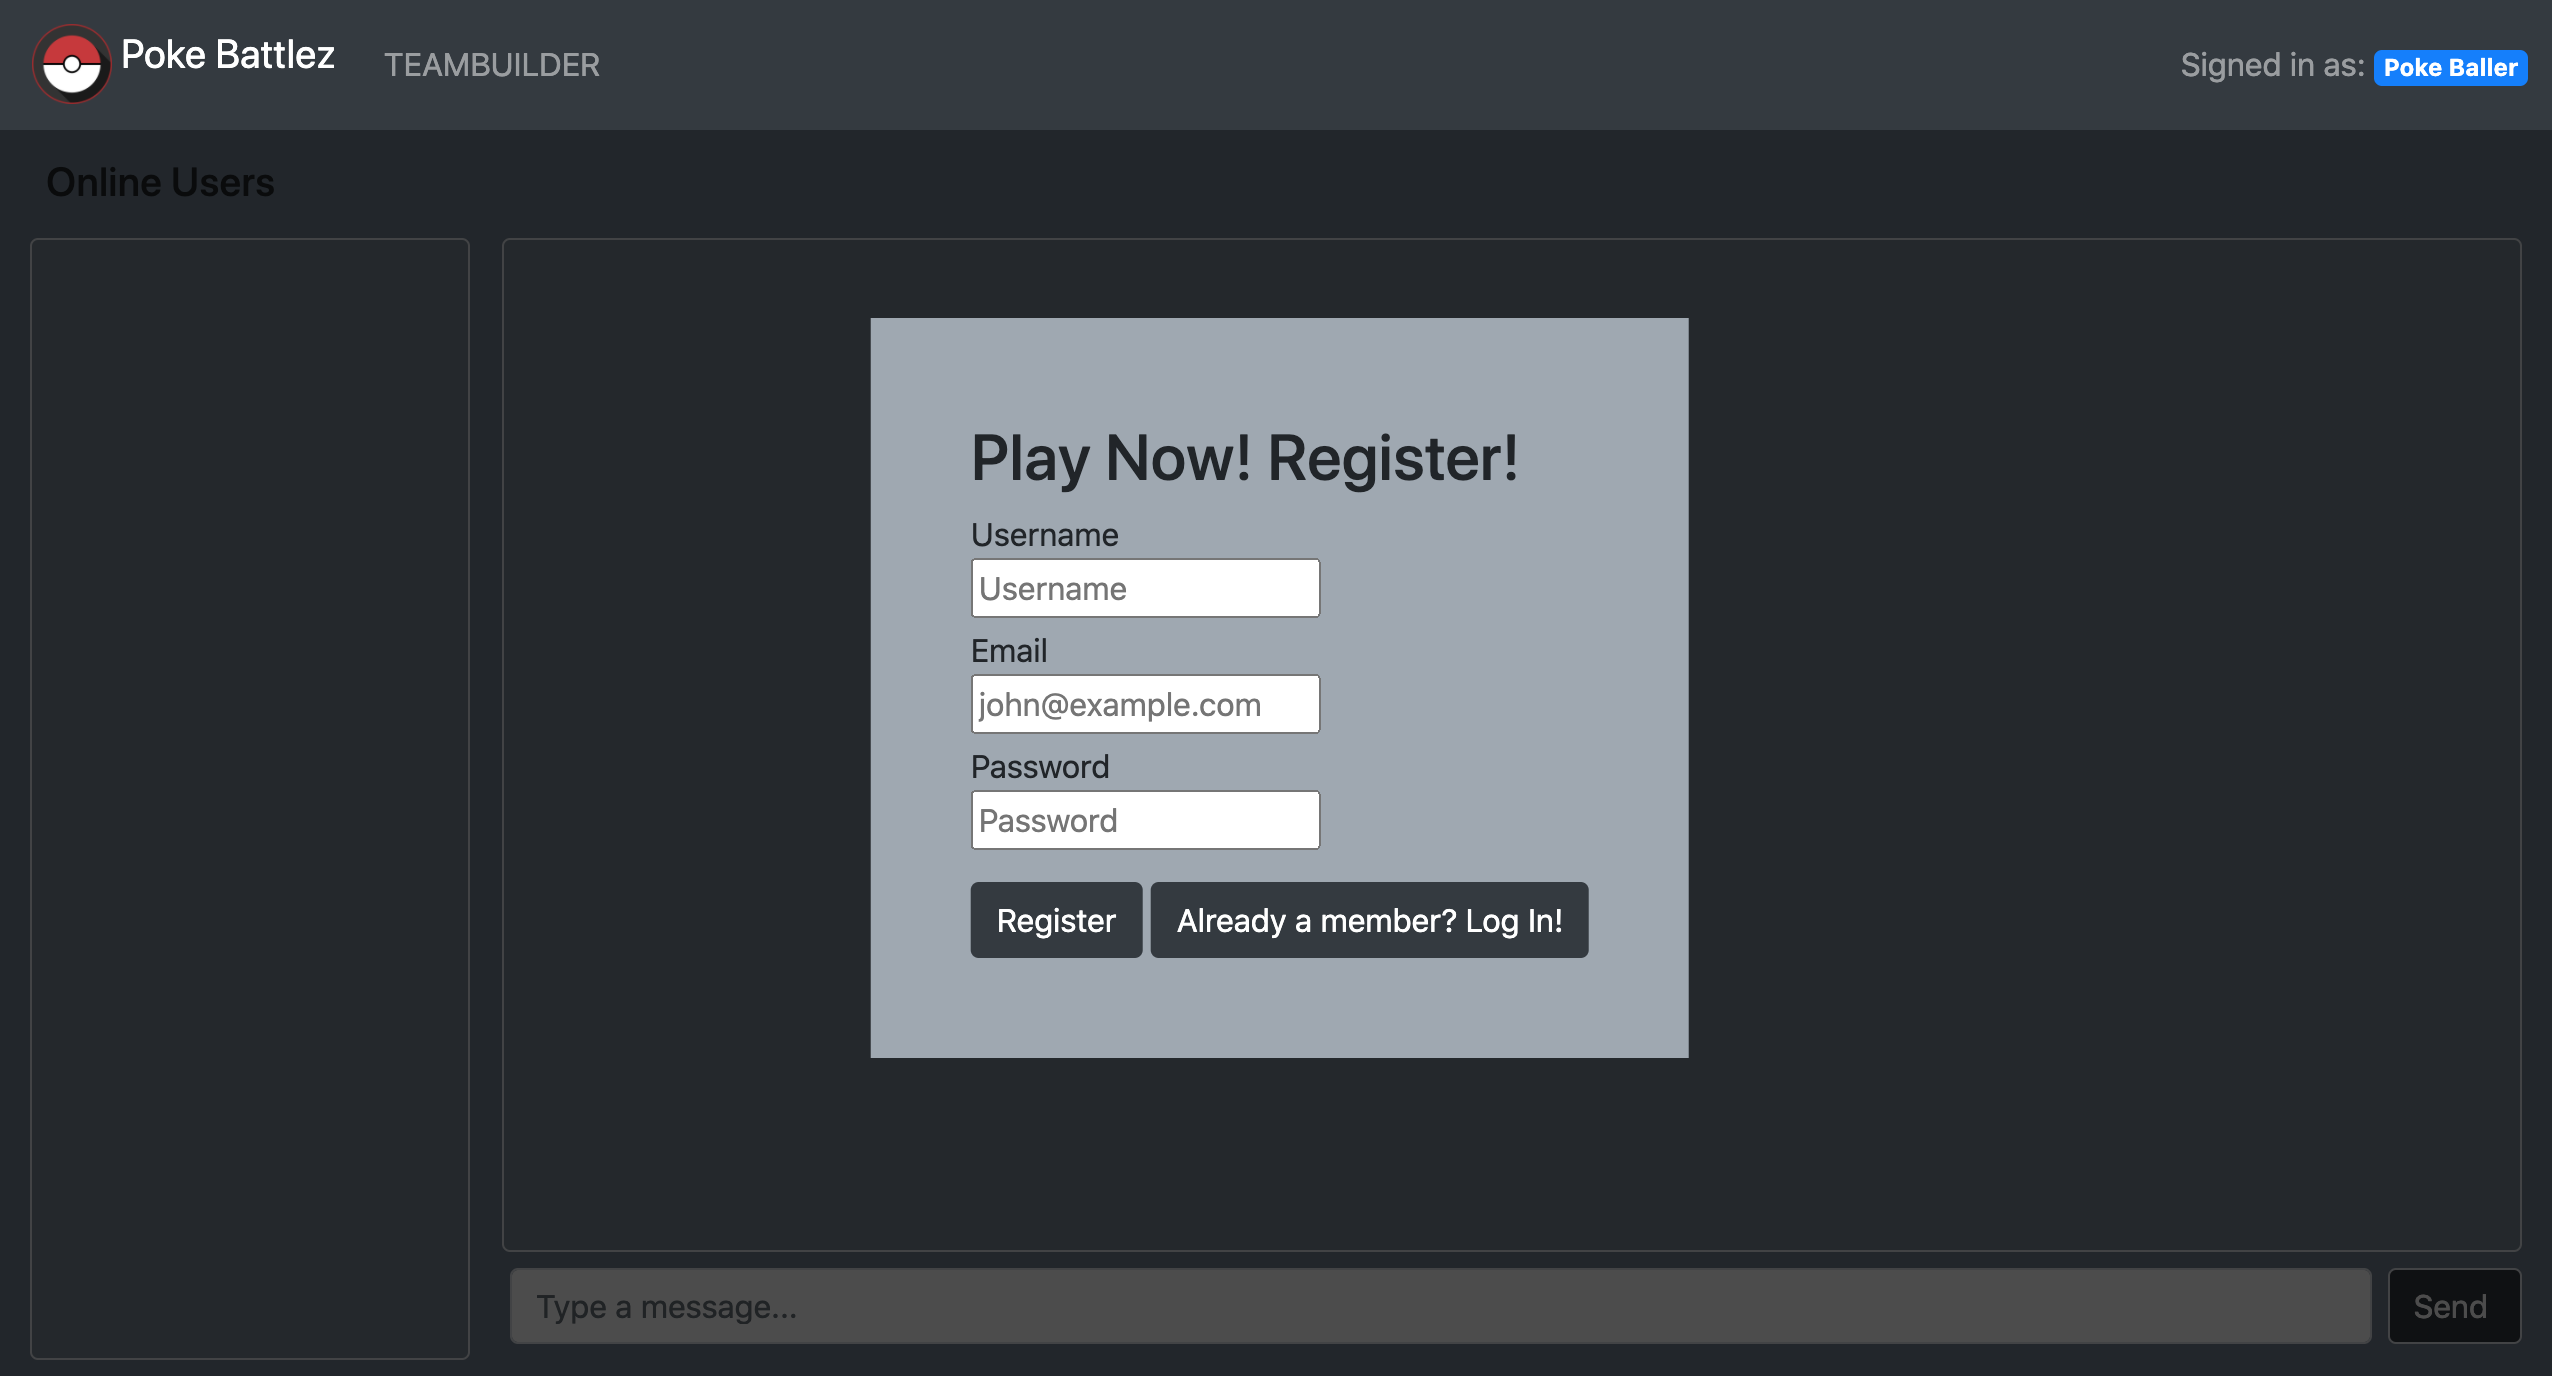 Poke Battlez TEAMBUILDER Signed in as: Poke Baller
Online Users
Play Now! Register!
Username
Username
Email
john@example.com
Password
Password
Register Already a member? Log In!
Type a message... Send